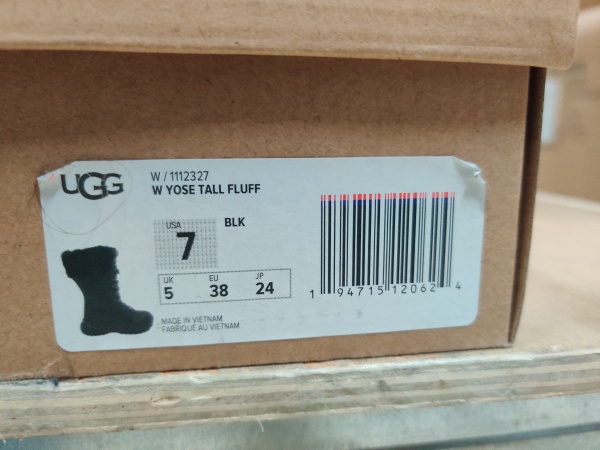 UGG
W / 1112327
W YOSE TALL FLUFF
BLK
USA
7
UK EU JP
5 38 24
MADE IN VIETNAM
FABRIQUÉ AU VIETNAM
1 94715 12062 4